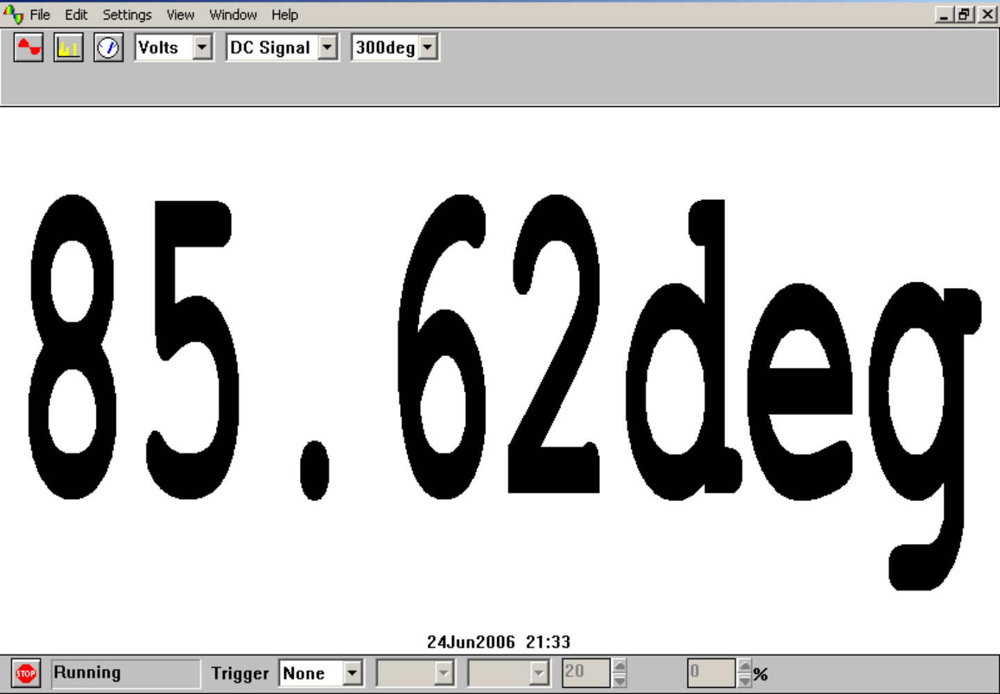 File Edit Settings View Window Help
Volts DC Signal 300deg
85.62deg
24Jun2006 21:33
STOP Running Trigger None 20 0 %